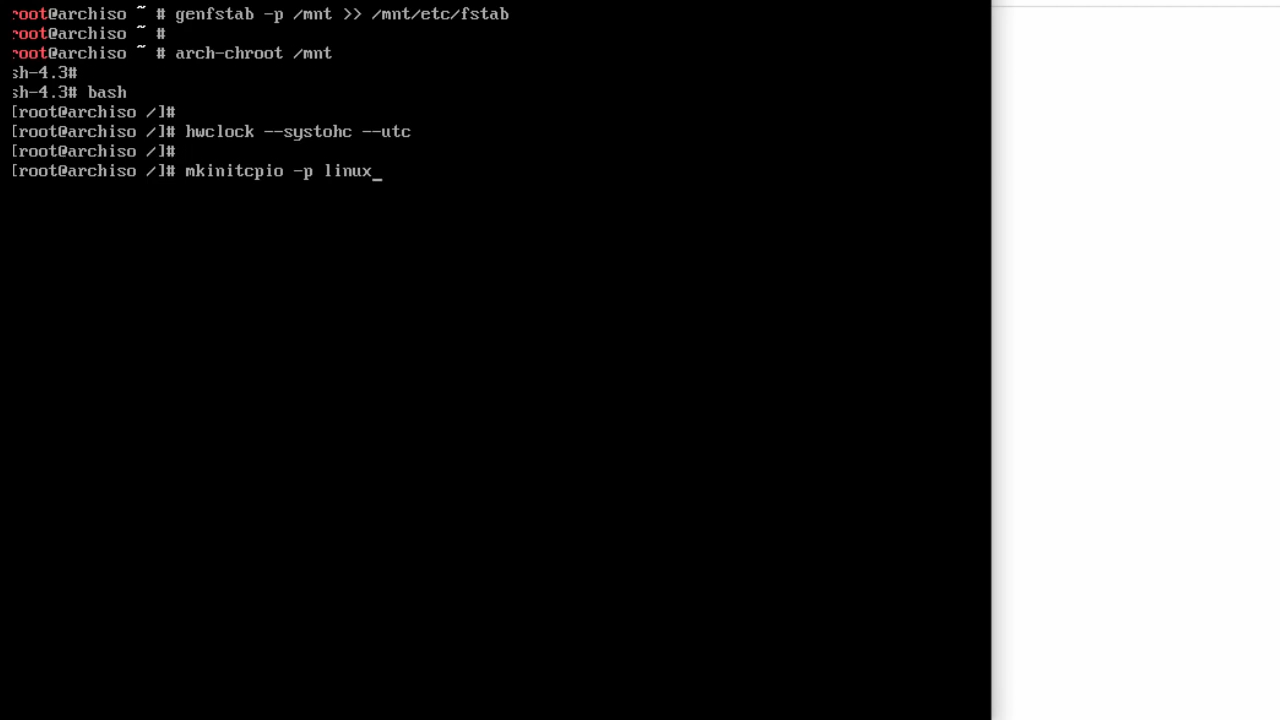 root@archiso ~ # genfstab -p /mnt >> /mnt/etc/fstab
root@archiso ~ #
root@archiso ~ # arch-chroot /mnt
sh-4.3#
sh-4.3# bash
[root@archiso /]#
[root@archiso /]# hwclock --systohc --utc
[root@archiso /]#
[root@archiso /]# mkinitcpio -p linux_